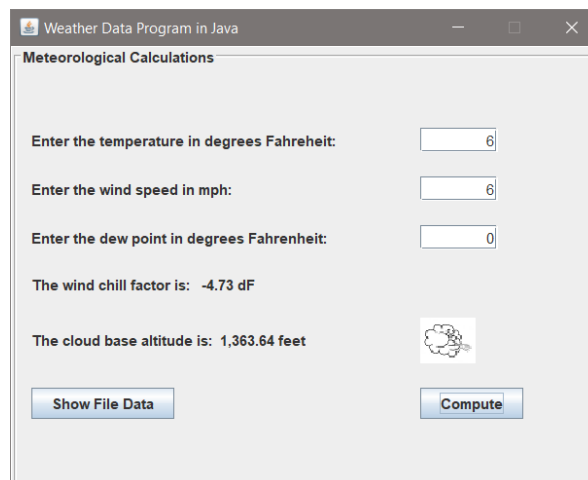 Weather Data Program in Java
Meteorological Calculations
Enter the temperature in degrees Fahreheit: 6
Enter the wind speed in mph: 6
Enter the dew point in degrees Fahrenheit: 0
The wind chill factor is: -4.73 dF
The cloud base altitude is: 1,363.64 feet
Show File Data Compute